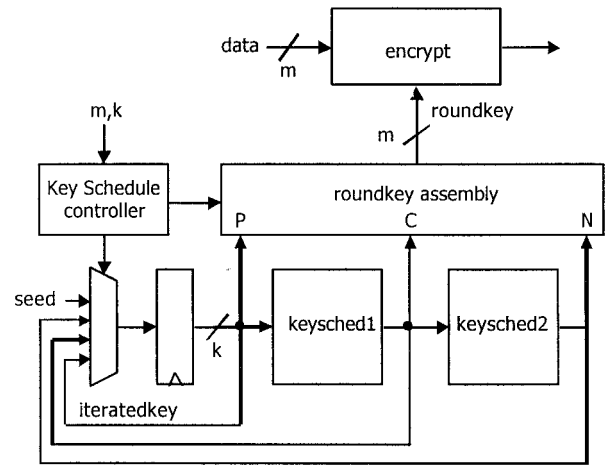 data
m
encrypt
m
roundkey
m,k
Key Schedule
controller
roundkey assembly
P C N
seed
k
keysched1
keysched2
iteratedkey